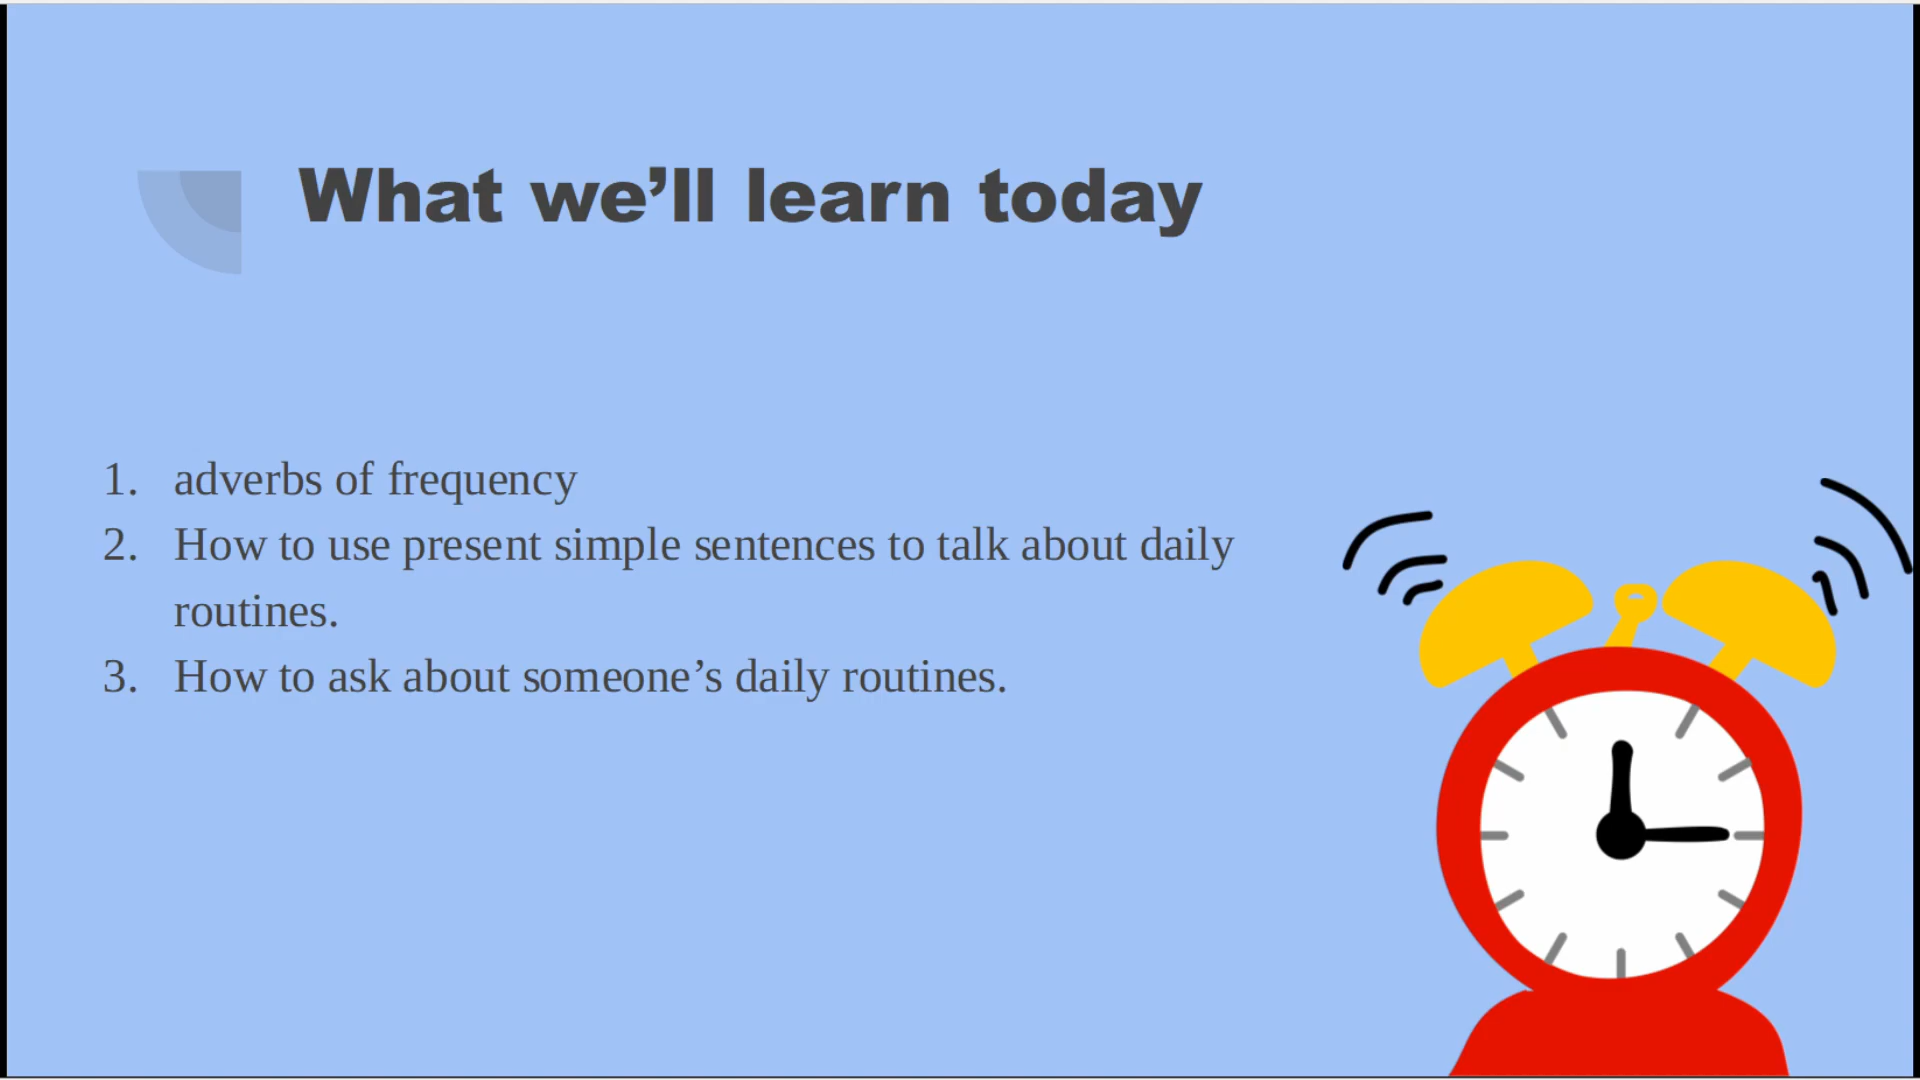 What we’ll learn today
1. adverbs of frequency
2. How to use present simple sentences to talk about daily
routines.
3. How to ask about someone’s daily routines.